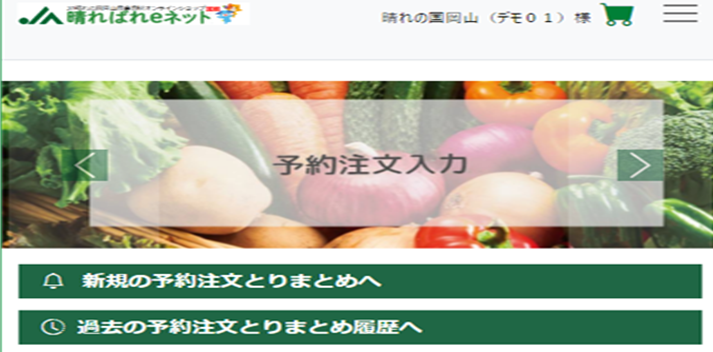 JA 晴ればれeネット
晴れの国岡山（デモ０１）様
予約注文入力
新規の予約注文とりまとめへ
過去の予約注文とりまとめ履歴へ